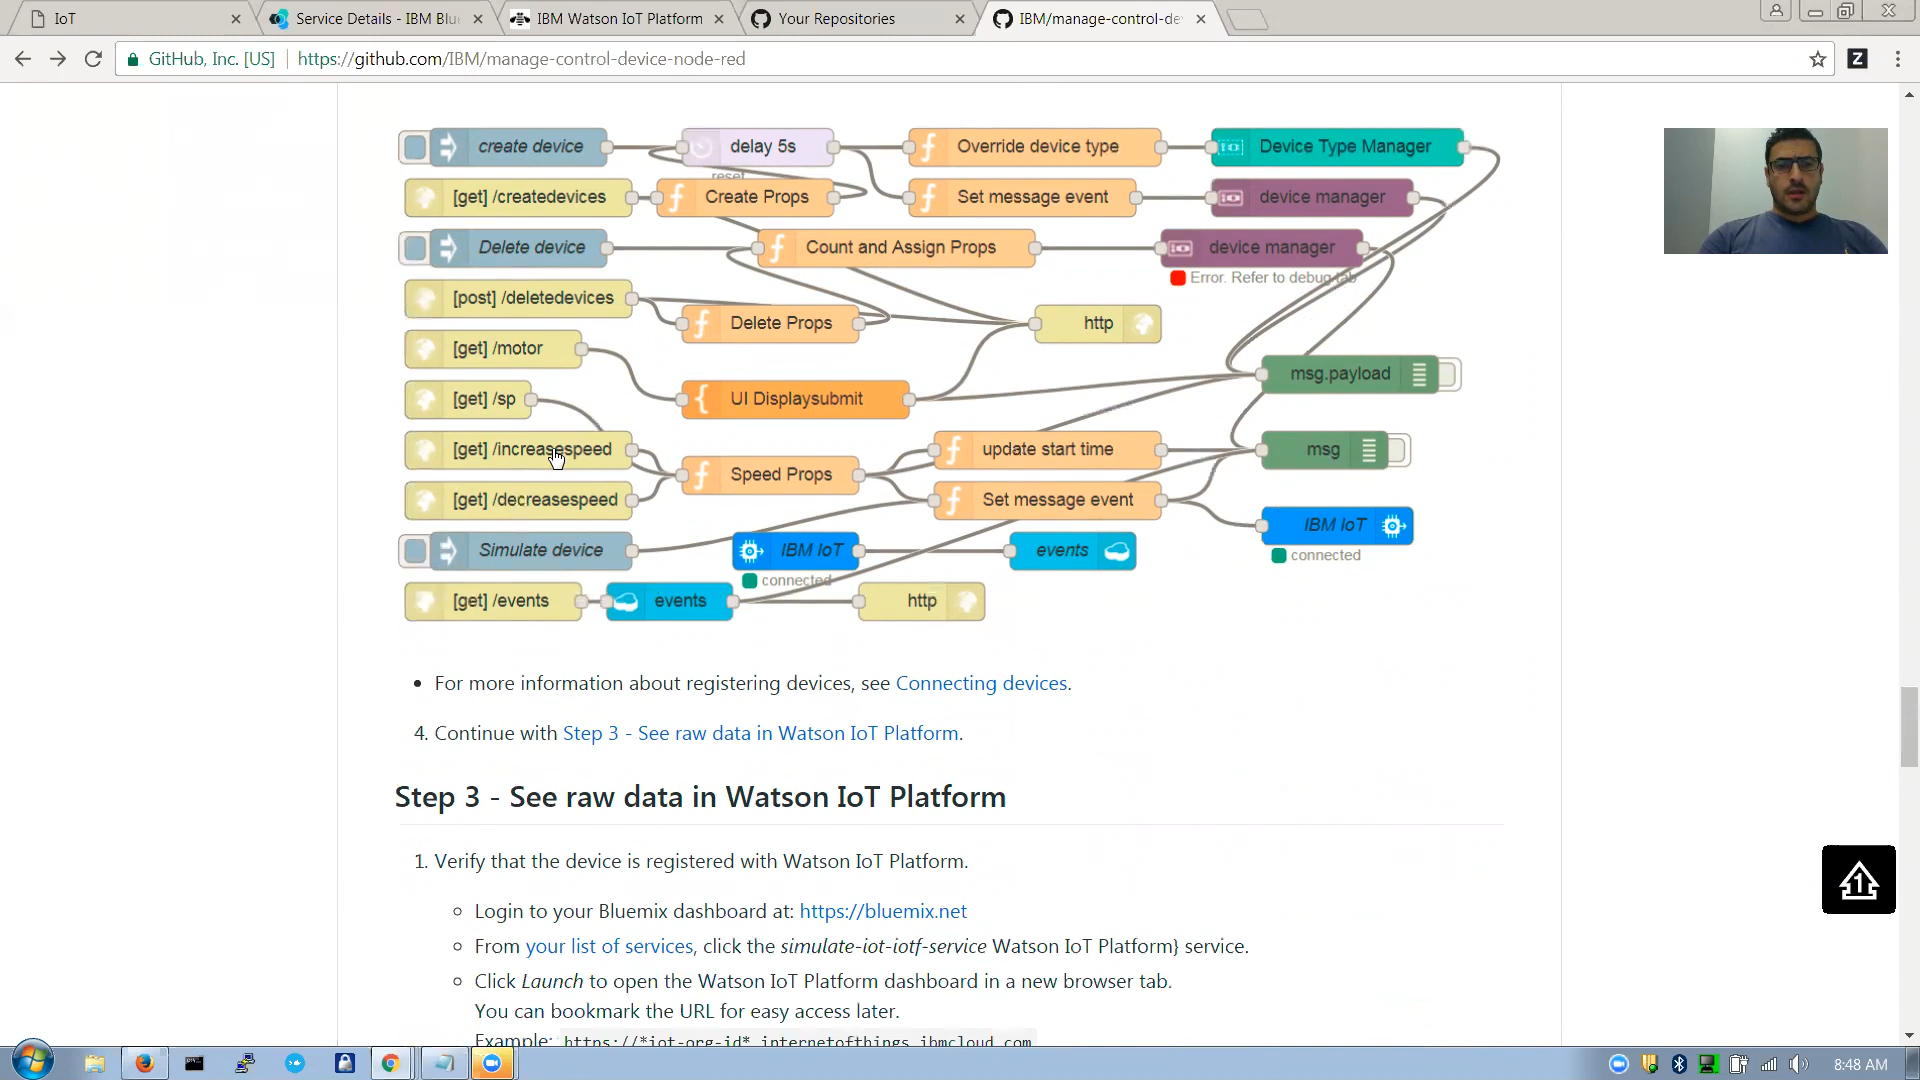 IoT
Service Details - IBM Blu
IBM Watson IoT Platform
Your Repositories
IBM/manage-control-de
GitHub, Inc. [US]
https://github.com/IBM/manage-control-device-node-red
Z
create device
delay 5s
Override device type
Device Type Manager
reset
[get] /createdevices
Create Props
Set message event
device manager
Delete device
Count and Assign Props
device manager
Error. Refer to debug tab
[post] /deletedevices
Delete Props
http
[get] /motor
msg.payload
[get] /sp
UI Displaysubmit
[get] /increasespeed
update start time
msg
Speed Props
[get] /decreasespeed
Set message event
IBM IoT
connected
Simulate device
IBM IoT
events
connected
[get] /events
events
http
• For more information about registering devices, see Connecting devices.
4. Continue with Step 3 - See raw data in Watson IoT Platform.
Step 3 - See raw data in Watson IoT Platform
1. Verify that the device is registered with Watson IoT Platform.
Login to your Bluemix dashboard at: https://bluemix.net
From your list of services, click the simulate-iot-iotf-service Watson IoT Platform} service.
Click Launch to open the Watson IoT Platform dashboard in a new browser tab.
You can bookmark the URL for easy access later.
Example: https://*iot-org-id*.internetofthings.ibmcloud.com
1
8:48 AM